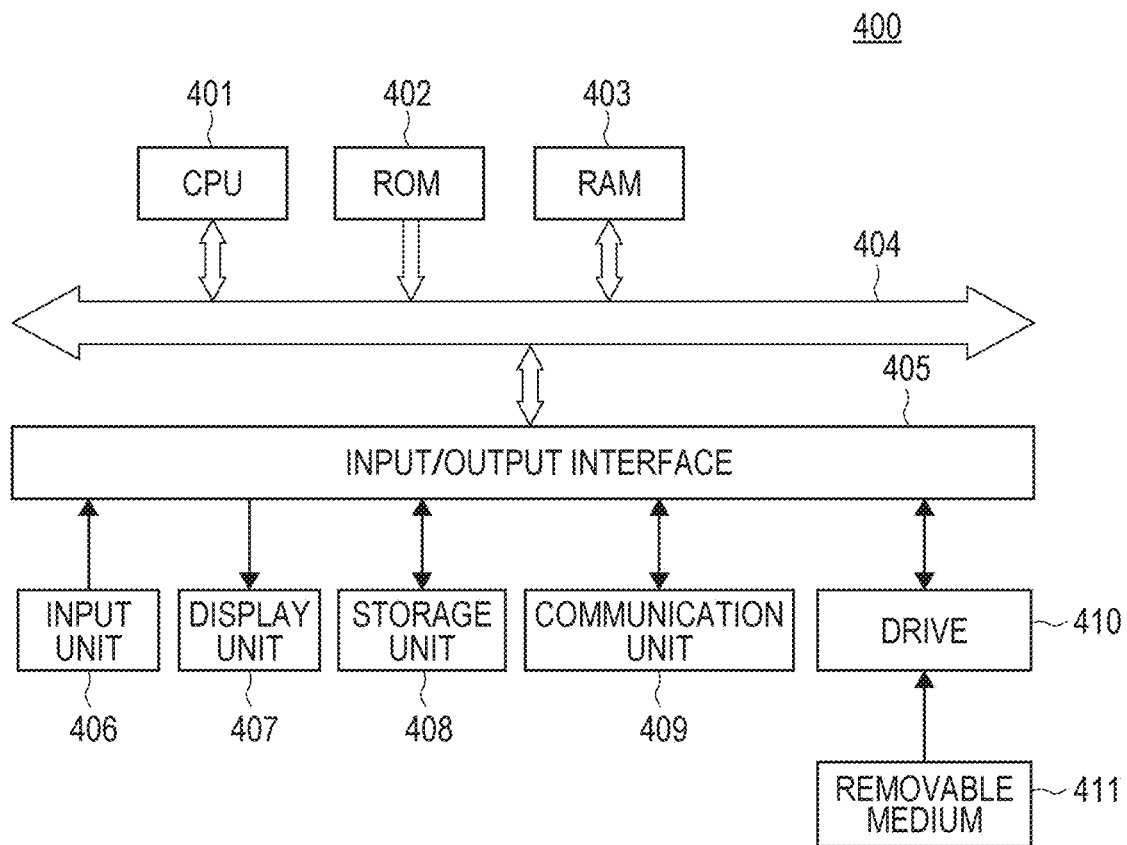 400
401
402
403
CPU
ROM
RAM
404
405
INPUT/OUTPUT INTERFACE
INPUT
UNIT
DISPLAY
UNIT
STORAGE
UNIT
COMMUNICATION
UNIT
DRIVE
410
406
407
408
409
REMOVABLE
MEDIUM
411